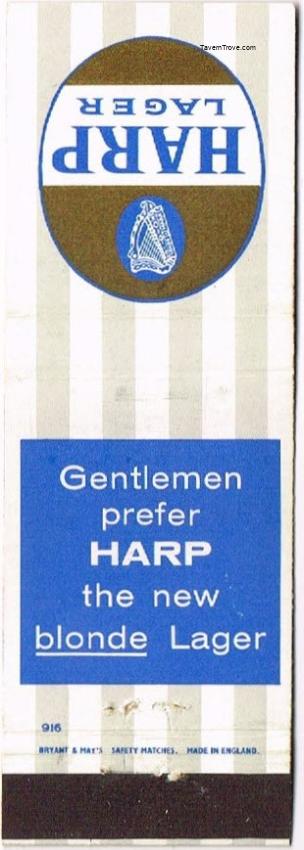 TavernTrove.com
HARP
LAGER
Gentlemen
prefer
HARP
the new
blonde Lager
916
BRYANT & MAY'S SAFETY MATCHES. MADE IN ENGLAND.